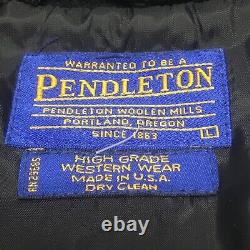 WARRANTED TO BE A
PENDLETON
PENDLETON WOOLEN MILLS
PORTLAND, OREGON
SINCE 1863
L
HIGH GRADE
WESTERN WEAR
MADE IN U.S.A.
DRY CLEAN
RN 29685